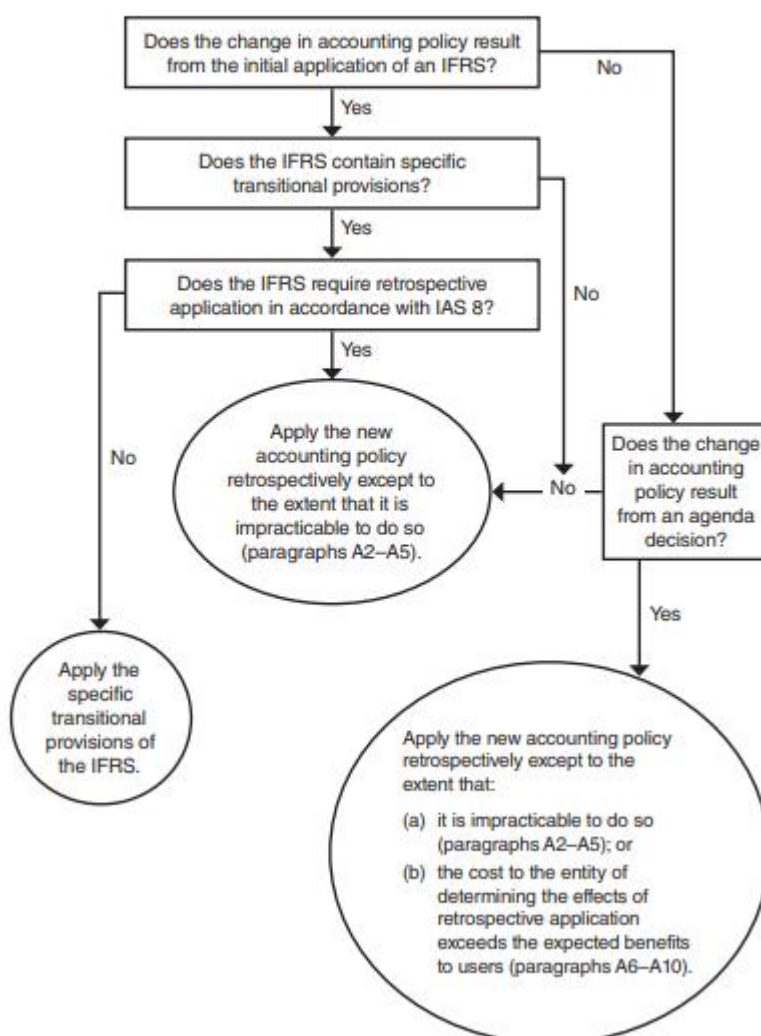 Does the change in accounting policy result
from the initial application of an IFRS?
No
Yes
Does the IFRS contain specific
transitional provisions?
Yes
No
Does the IFRS require retrospective
application in accordance with IAS 8?
Yes
No
Apply the new
accounting policy
retrospectively except to
the extent that it is
impracticable to do so
(paragraphs A2–A5).
No
Does the change
in accounting
policy result
from an agenda
decision?
Yes
Apply the
specific
transitional
provisions of
the IFRS.
Apply the new accounting policy
retrospectively except to the
extent that:
(a) it is impracticable to do so
(paragraphs A2–A5); or
(b) the cost to the entity of
determining the effects of
retrospective application
exceeds the expected benefits
to users (paragraphs A6–A10).